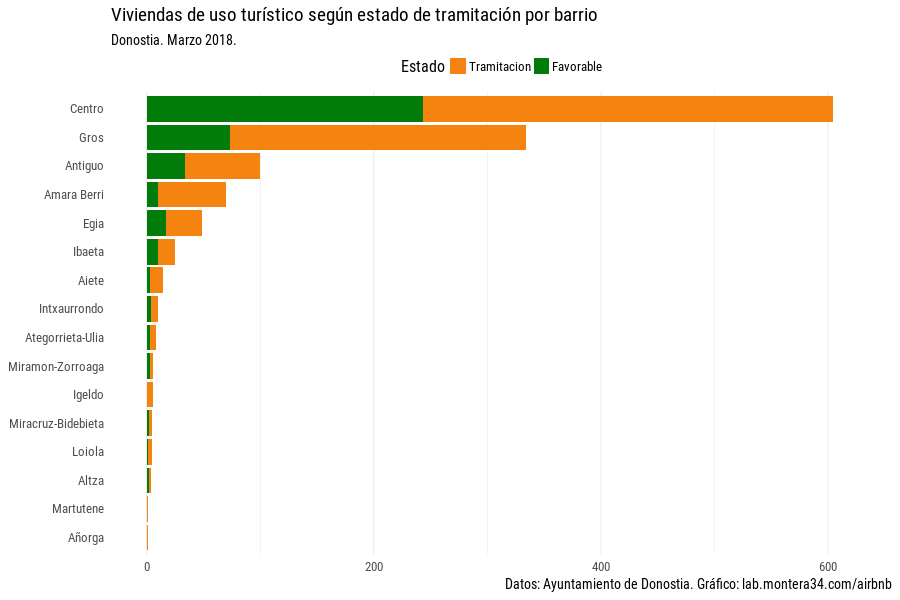 Viviendas de uso turístico según estado de tramitación por barrio
Donostia. Marzo 2018.
Estado Tramitacion Favorable
Centro
Gros
Antiguo
Amara Berri
Egia
Ibaeta
Aiete
Intxaurrondo
Ategorrieta-Ulia
Miramon-Zorroaga
Igeldo
Miracruz-Bidebieta
Loiola
Altza
Martutene
Añorga
0 200 400 600
Datos: Ayuntamiento de Donostia. Gráfico: lab.montera34.com/airbnb